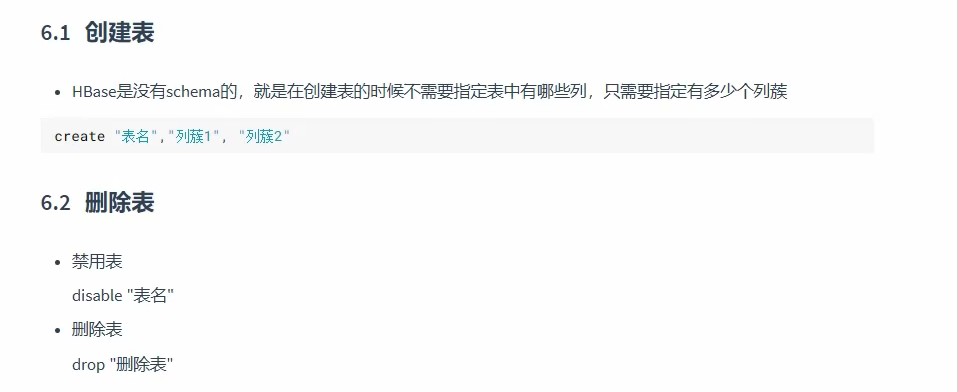 6.1 创建表
HBase是没有schema的，就是在创建表的时候不需要指定表中有哪些列，只需要指定有多少个列蔟
create "表名","列蔟1", "列蔟2"
6.2 删除表
禁用表
disable "表名"
删除表
drop "删除表"